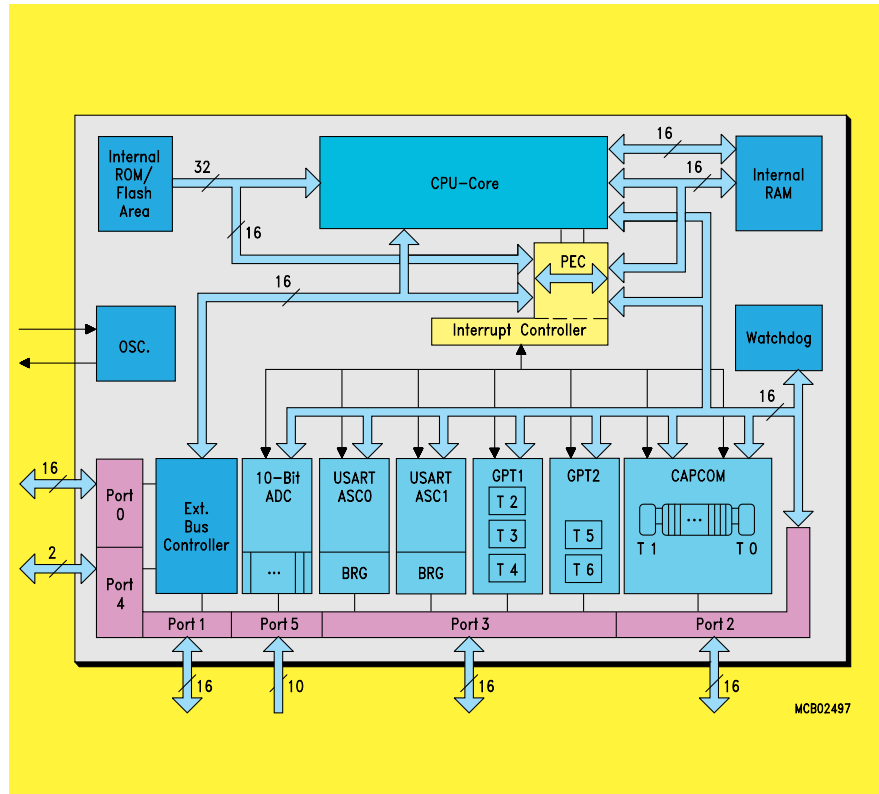 Internal
ROM/
Flash
Area
32
16
CPU-Core
16
16
Internal
RAM
16
PEC
Interrupt Controller
OSC.
Watchdog
16
16
2
Port
0
Port
4
Ext.
Bus
Controller
10-Bit
ADC
...
USART
ASC0
BRG
USART
ASC1
BRG
GPT1
T 2
T 3
T 4
GPT2
T 5
T 6
CAPCOM
...
T 1
T 0
Port 1
Port 5
Port 3
Port 2
16
10
16
16
MCB02497